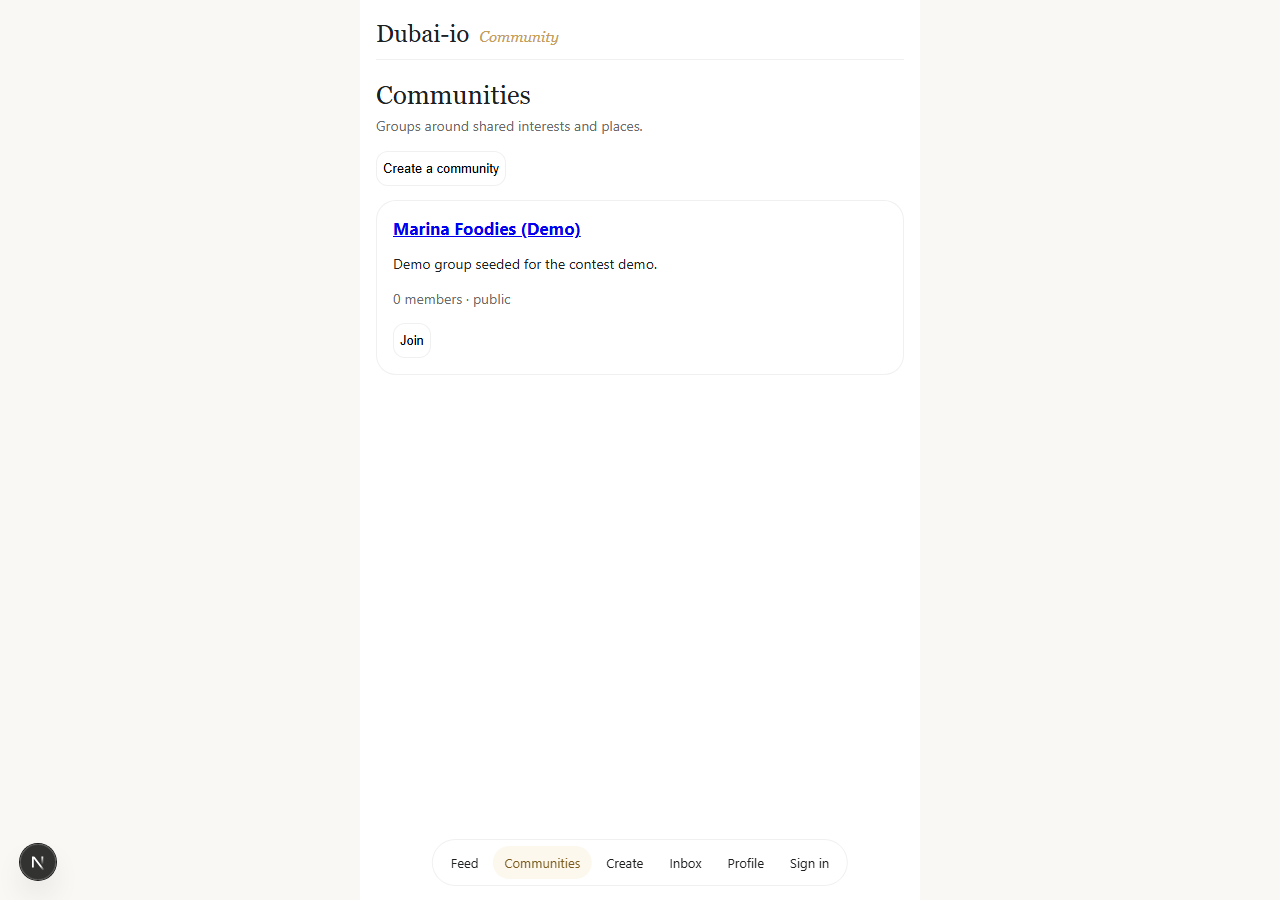 Dubai-io Community
Communities
Groups around shared interests and places.
Create a community
Marina Foodies (Demo)
Demo group seeded for the contest demo.
0 members · public
Join
Feed Communities Create Inbox Profile Sign in
N